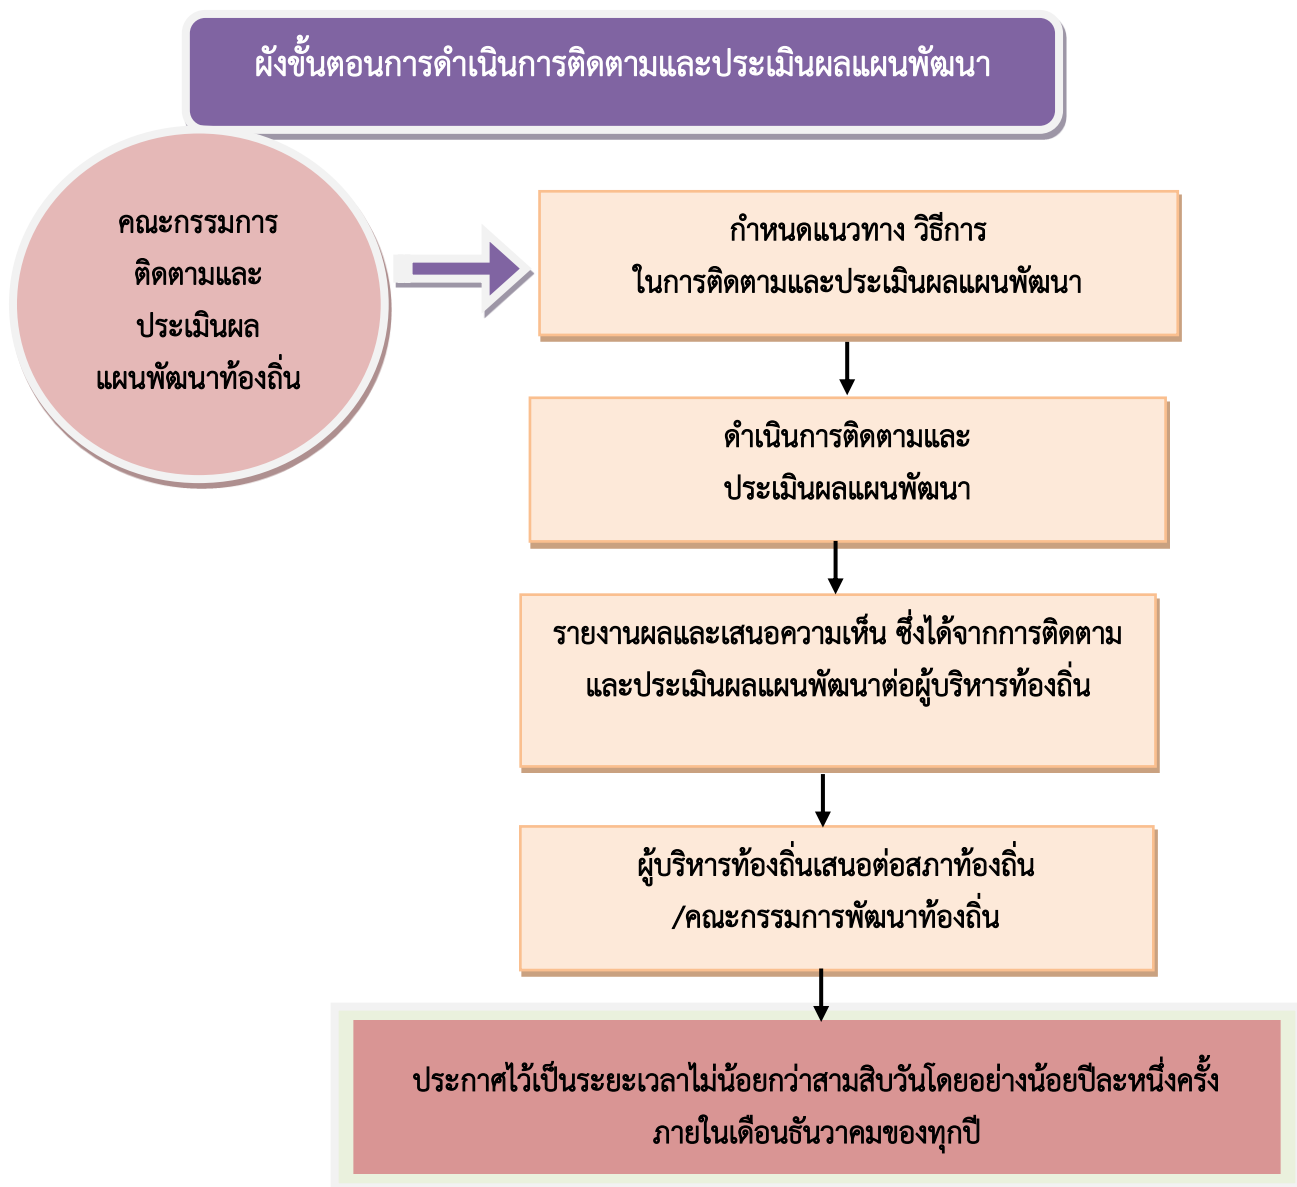 ผังขั้นตอนการดำเนินการติดตามและประเมินผลแผนพัฒนา
คณะกรรมการ
ติดตามและ
ประเมินผล
แผนพัฒนาท้องถิ่น
กำหนดแนวทาง วิธีการ
ในการติดตามและประเมินผลแผนพัฒนา
ดำเนินการติดตามและ
ประเมินผลแผนพัฒนา
รายงานผลและเสนอความเห็น ซึ่งได้จากการติดตาม
และประเมินผลแผนพัฒนาต่อผู้บริหารท้องถิ่น
ผู้บริหารท้องถิ่นเสนอต่อสภาท้องถิ่น
/คณะกรรมการพัฒนาท้องถิ่น
ประกาศไว้เป็นระยะเวลาไม่น้อยกว่าสามสิบวันโดยอย่างน้อยปีละหนึ่งครั้ง
ภายในเดือนธันวาคมของทุกปี